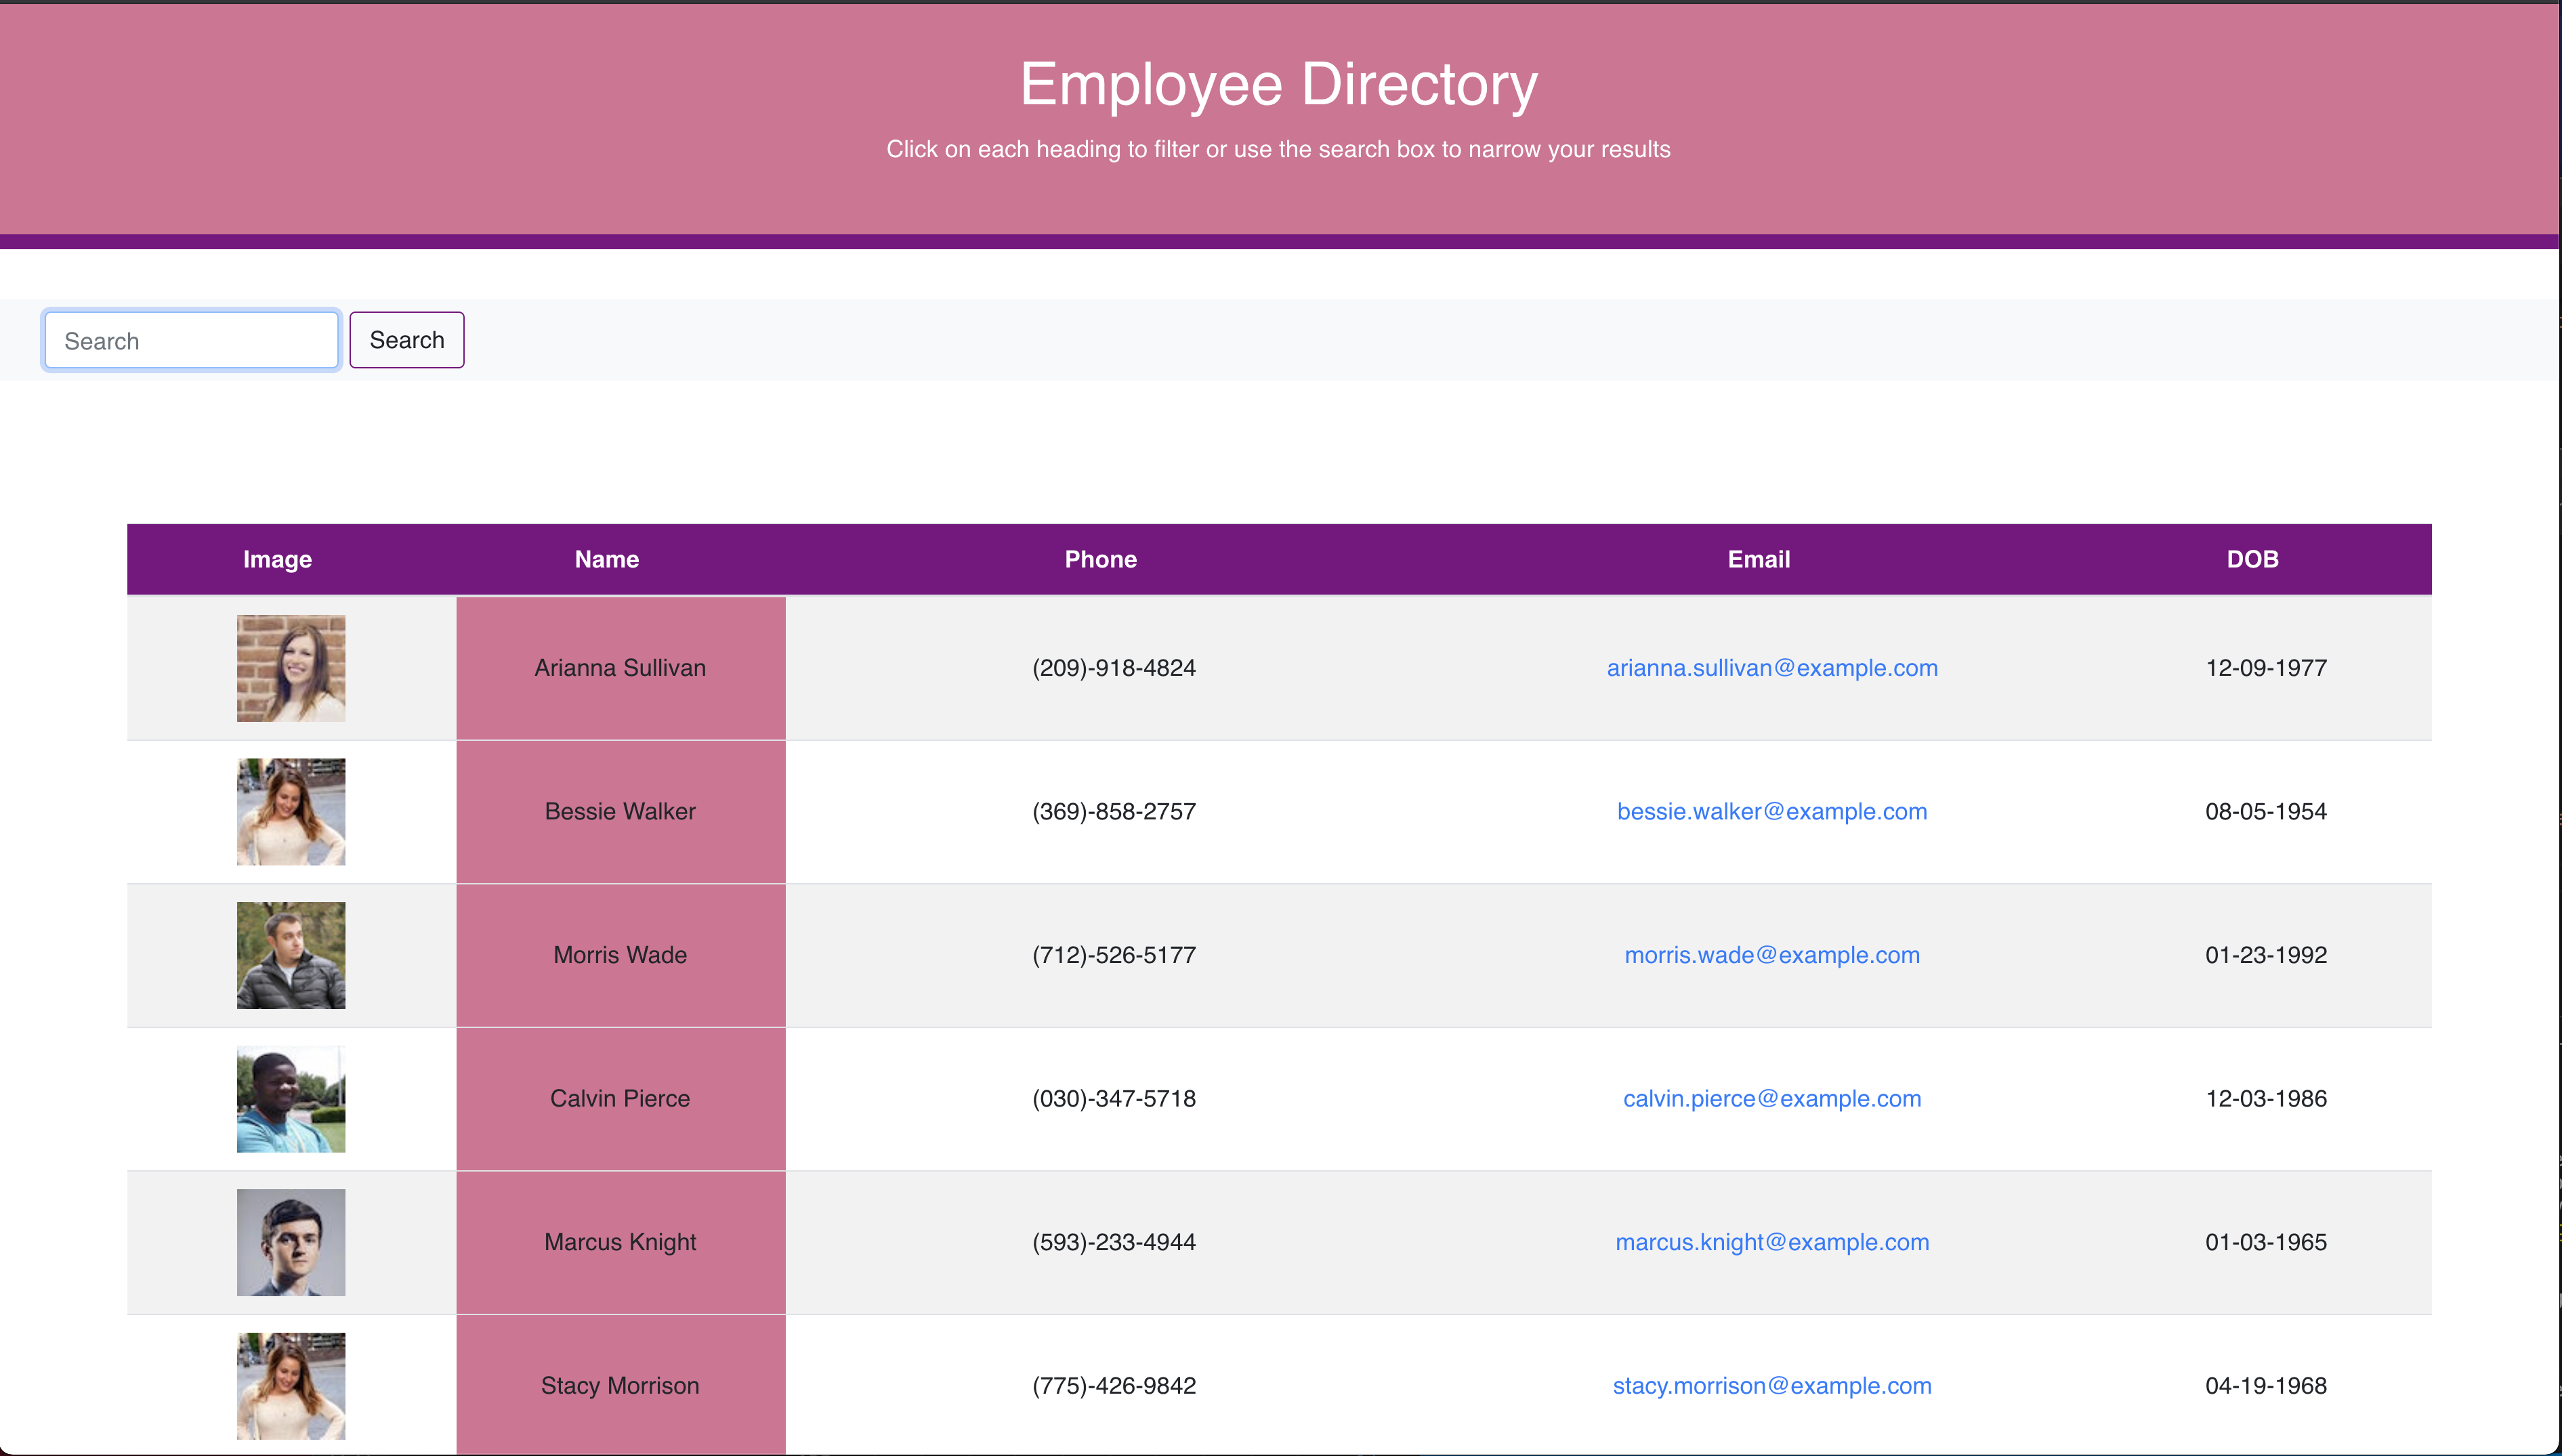 Employee Directory
Click on each heading to filter or use the search box to narrow your results
Search Search
Image Name Phone Email DOB
Arianna Sullivan (209)-918-4824 arianna.sullivan@example.com 12-09-1977
Bessie Walker (369)-858-2757 bessie.walker@example.com 08-05-1954
Morris Wade (712)-526-5177 morris.wade@example.com 01-23-1992
Calvin Pierce (030)-347-5718 calvin.pierce@example.com 12-03-1986
Marcus Knight (593)-233-4944 marcus.knight@example.com 01-03-1965
Stacy Morrison (775)-426-9842 stacy.morrison@example.com 04-19-1968